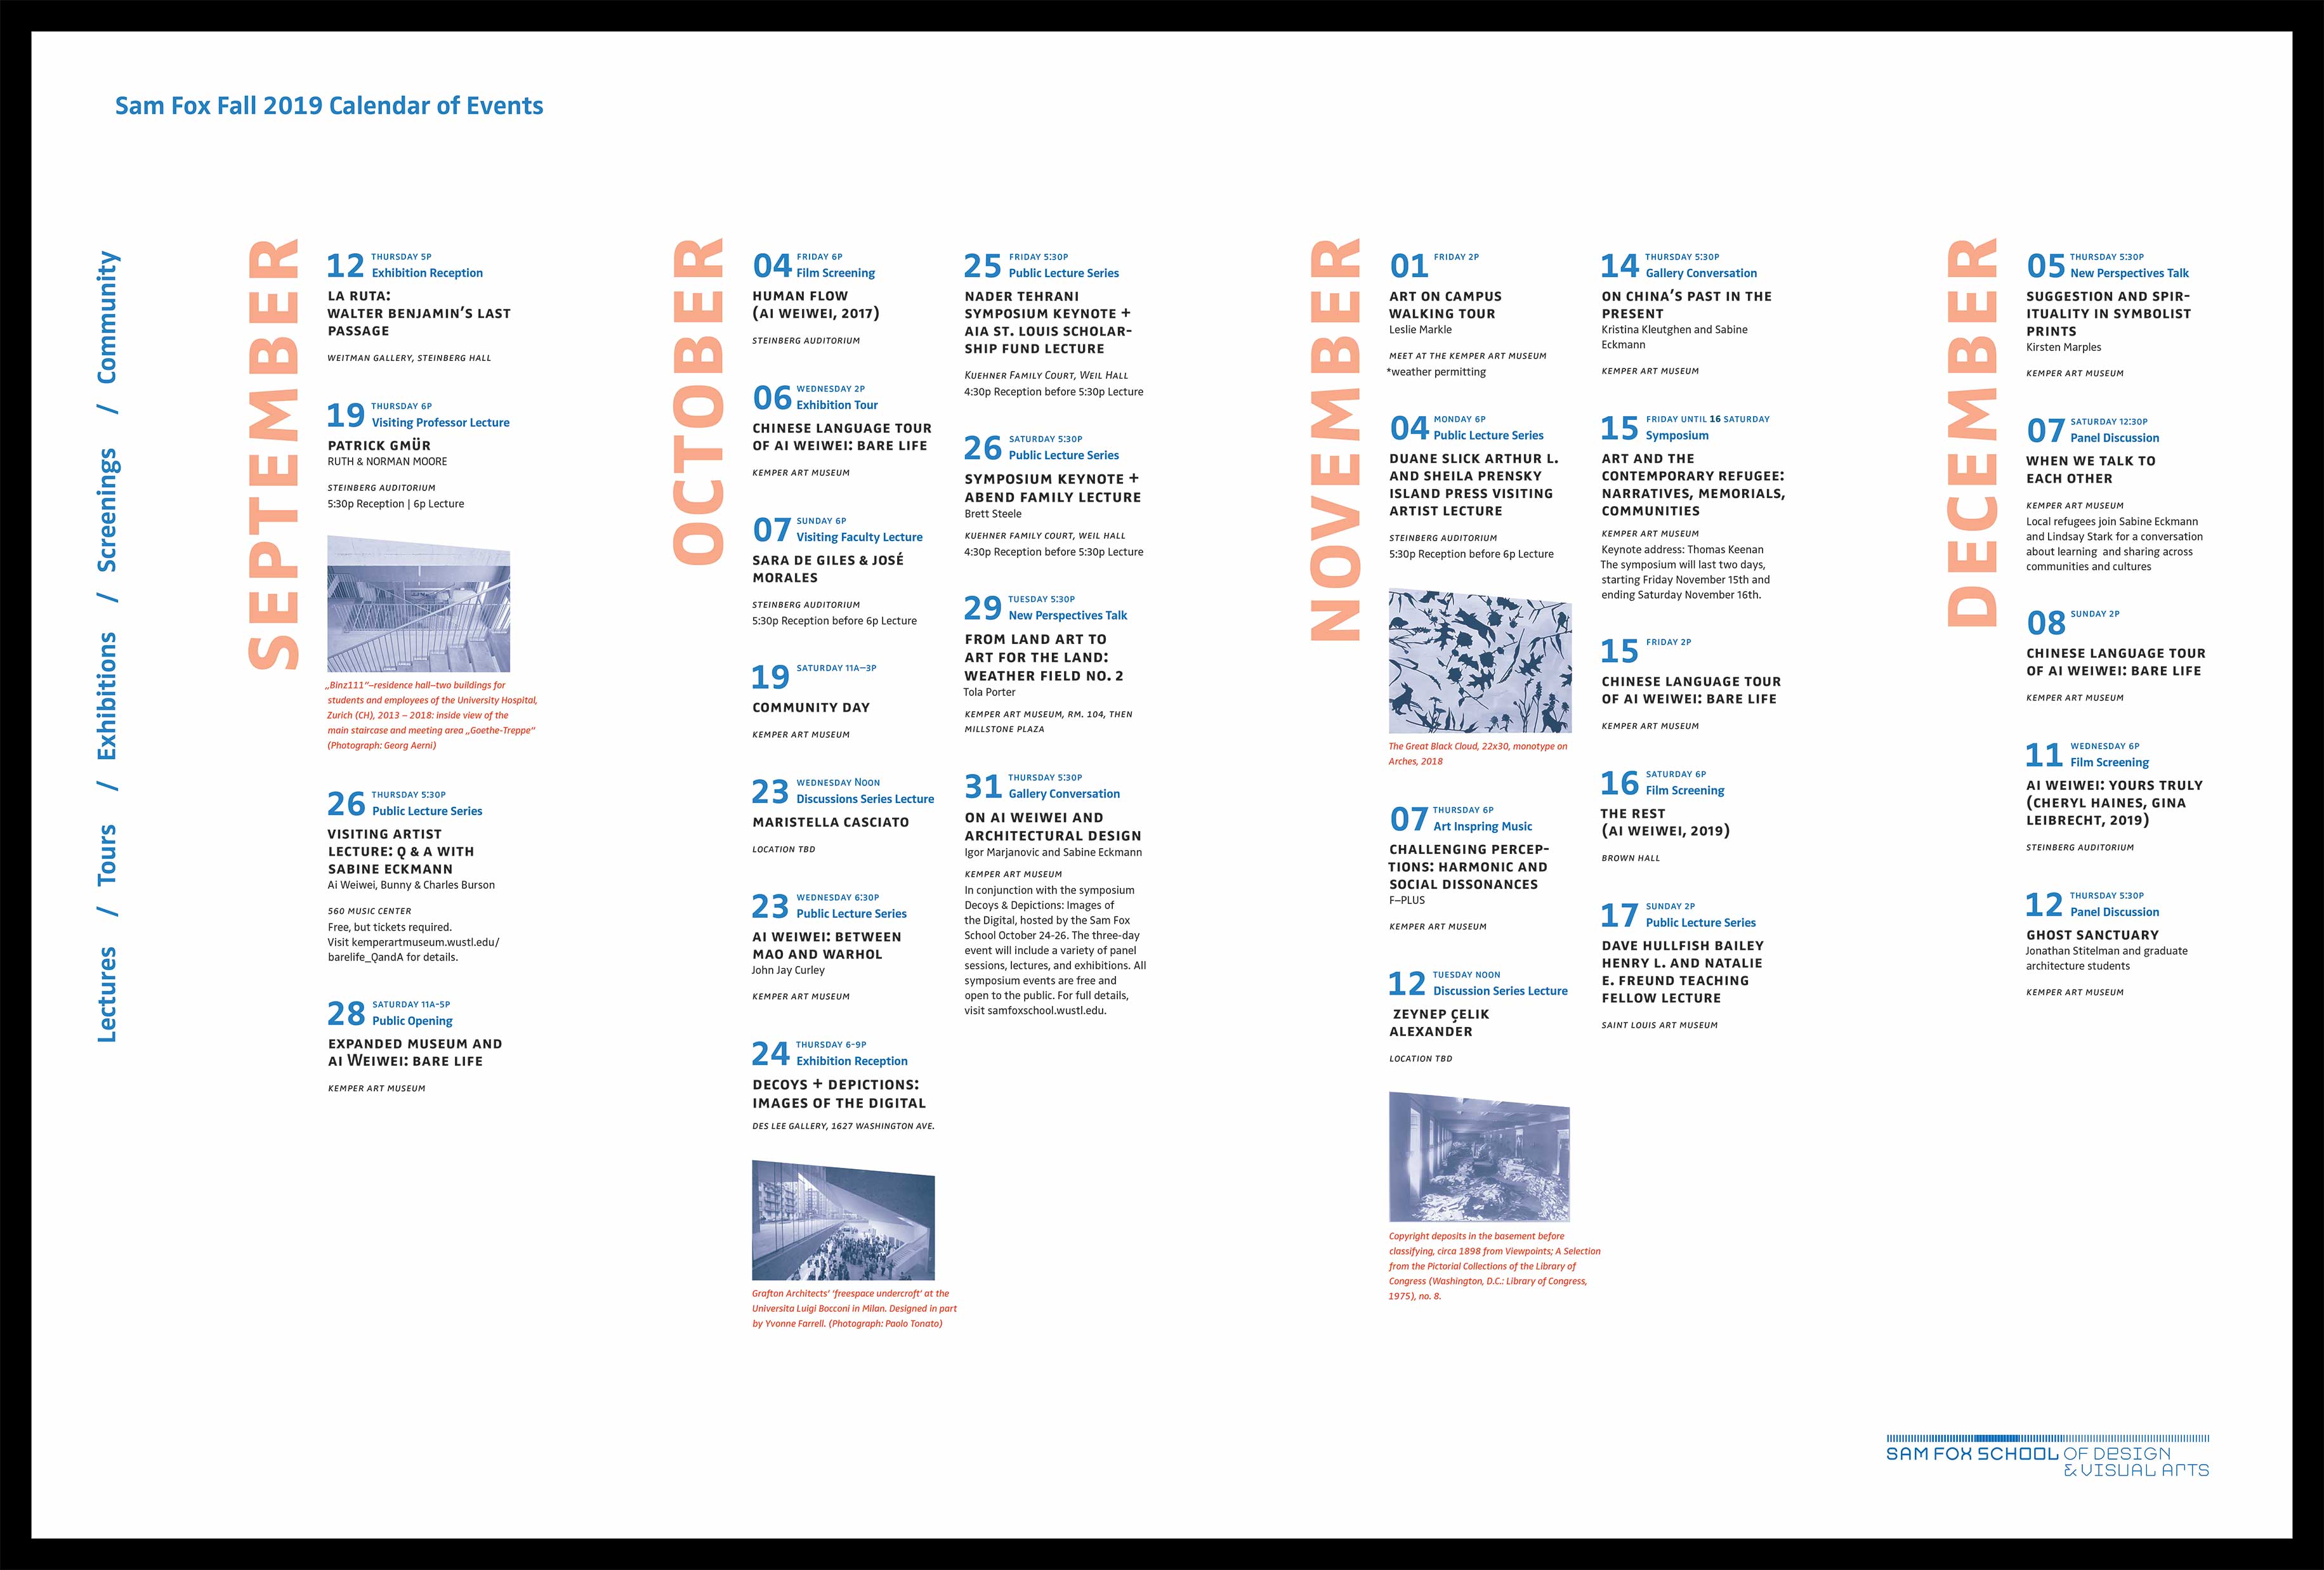 Sam Fox Fall 2019 Calendar of Events
Lectures / Tours / Exhibitions / Screenings / Community
SEPTEMBER
12 THURSDAY 5P
Exhibition Reception
LA RUTA:
WALTER BENJAMIN'S LAST
PASSAGE
WEITMAN GALLERY, STEINBERG HALL
19 THURSDAY 6P
Visiting Professor Lecture
PATRICK GMÜR
RUTH & NORMAN MOORE
STEINBERG AUDITORIUM
5:30p Reception | 6p Lecture
„Binz111“–residence hall–two buildings for
students and employees of the University Hospital,
Zurich (CH), 2013 – 2018: inside view of the
main staircase and meeting area „Goethe-Treppe“
(Photograph: Georg Aerni)
26 THURSDAY 5:30P
Public Lecture Series
VISITING ARTIST
LECTURE: Q & A WITH
SABINE ECKMANN
Ai Weiwei, Bunny & Charles Burson
560 MUSIC CENTER
Free, but tickets required.
Visit kemperartmuseum.wustl.edu/
barelife_QandA for details.
28 SATURDAY 11A-5P
Public Opening
EXPANDED MUSEUM AND
AI WEIWEI: BARE LIFE
KEMPER ART MUSEUM
OCTOBER
04 FRIDAY 6P
Film Screening
HUMAN FLOW
(AI WEIWEI, 2017)
STEINBERG AUDITORIUM
06 WEDNESDAY 2P
Exhibition Tour
CHINESE LANGUAGE TOUR
OF AI WEIWEI: BARE LIFE
KEMPER ART MUSEUM
07 SUNDAY 6P
Visiting Faculty Lecture
SARA DE GILES & JOSÉ
MORALES
STEINBERG AUDITORIUM
5:30p Reception before 6p Lecture
19 SATURDAY 11A–3P
COMMUNITY DAY
KEMPER ART MUSEUM
23 WEDNESDAY NOON
Discussions Series Lecture
MARISTELLA CASCIATO
LOCATION TBD
23 WEDNESDAY 6:30P
Public Lecture Series
AI WEIWEI: BETWEEN
MAO AND WARHOL
John Jay Curley
KEMPER ART MUSEUM
24 THURSDAY 6-9P
Exhibition Reception
DECOYS + DEPICTIONS:
IMAGES OF THE DIGITAL
DES LEE GALLERY, 1627 WASHINGTON AVE.
Grafton Architects' 'freespace undercroft' at the
Universita Luigi Bocconi in Milan. Designed in part
by Yvonne Farrell. (Photograph: Paolo Tonato)
25 FRIDAY 5:30P
Public Lecture Series
NADER TEHRANI
SYMPOSIUM KEYNOTE +
AIA ST. LOUIS SCHOLAR-
SHIP FUND LECTURE
KUEHNER FAMILY COURT, WEIL HALL
4:30p Reception before 5:30p Lecture
26 SATURDAY 5:30P
Public Lecture Series
SYMPOSIUM KEYNOTE +
ABEND FAMILY LECTURE
Brett Steele
KUEHNER FAMILY COURT, WEIL HALL
4:30p Reception before 5:30p Lecture
29 TUESDAY 5:30P
New Perspectives Talk
FROM LAND ART TO
ART FOR THE LAND:
WEATHER FIELD NO. 2
Tola Porter
KEMPER ART MUSEUM, RM. 104, THEN
MILLSTONE PLAZA
31 THURSDAY 5:30P
Gallery Conversation
ON AI WEIWEI AND
ARCHITECTURAL DESIGN
Igor Marjanovic and Sabine Eckmann
KEMPER ART MUSEUM
In conjunction with the symposium
Decoys & Depictions: Images of
the Digital, hosted by the Sam Fox
School October 24-26. The three-day
event will include a variety of panel
sessions, lectures, and exhibitions. All
symposium events are free and
open to the public. For full details,
visit samfoxschool.wustl.edu.
NOVEMBER
01 FRIDAY 2P
ART ON CAMPUS
WALKING TOUR
Leslie Markle
MEET AT THE KEMPER ART MUSEUM
*weather permitting
04 MONDAY 6P
Public Lecture Series
DUANE SLICK ARTHUR L.
AND SHEILA PRENSKY
ISLAND PRESS VISITING
ARTIST LECTURE
STEINBERG AUDITORIUM
5:30p Reception before 6p Lecture
The Great Black Cloud, 22x30, monotype on
Arches, 2018
07 THURSDAY 6P
Art Inspring Music
CHALLENGING PERCEP-
TIONS: HARMONIC AND
SOCIAL DISSONANCES
F–PLUS
KEMPER ART MUSEUM
12 TUESDAY NOON
Discussion Series Lecture
ZEYNEP ÇELIK
ALEXANDER
LOCATION TBD
Copyright deposits in the basement before
classifying, circa 1898 from Viewpoints; A Selection
from the Pictorial Collections of the Library of
Congress (Washington, D.C.: Library of Congress,
1975), no. 8.
14 THURSDAY 5:30P
Gallery Conversation
ON CHINA'S PAST IN THE
PRESENT
Kristina Kleutghen and Sabine
Eckmann
KEMPER ART MUSEUM
15 FRIDAY UNTIL 16 SATURDAY
Symposium
ART AND THE
CONTEMPORARY REFUGEE:
NARRATIVES, MEMORIALS,
COMMUNITIES
KEMPER ART MUSEUM
Keynote address: Thomas Keenan
The symposium will last two days,
starting Friday November 15th and
ending Saturday November 16th.
15 FRIDAY 2P
CHINESE LANGUAGE TOUR
OF AI WEIWEI: BARE LIFE
KEMPER ART MUSEUM
16 SATURDAY 6P
Film Screening
THE REST
(AI WEIWEI, 2019)
BROWN HALL
17 SUNDAY 2P
Public Lecture Series
DAVE HULLFISH BAILEY
HENRY L. AND NATALIE
E. FREUND TEACHING
FELLOW LECTURE
SAINT LOUIS ART MUSEUM
DECEMBER
05 THURSDAY 5:30P
New Perspectives Talk
SUGGESTION AND SPIR-
ITUALITY IN SYMBOLIST
PRINTS
Kirsten Marples
KEMPER ART MUSEUM
07 SATURDAY 12:30P
Panel Discussion
WHEN WE TALK TO
EACH OTHER
KEMPER ART MUSEUM
Local refugees join Sabine Eckmann
and Lindsay Stark for a conversation
about learning and sharing across
communities and cultures
08 SUNDAY 2P
CHINESE LANGUAGE TOUR
OF AI WEIWEI: BARE LIFE
KEMPER ART MUSEUM
11 WEDNESDAY 6P
Film Screening
AI WEIWEI: YOURS TRULY
(CHERYL HAINES, GINA
LEIBRECHT, 2019)
STEINBERG AUDITORIUM
12 THURSDAY 5:30P
Panel Discussion
GHOST SANCTUARY
Jonathan Stitelman and graduate
architecture students
KEMPER ART MUSEUM
SAM FOX SCHOOL OF DESIGN
& VISUAL ARTS